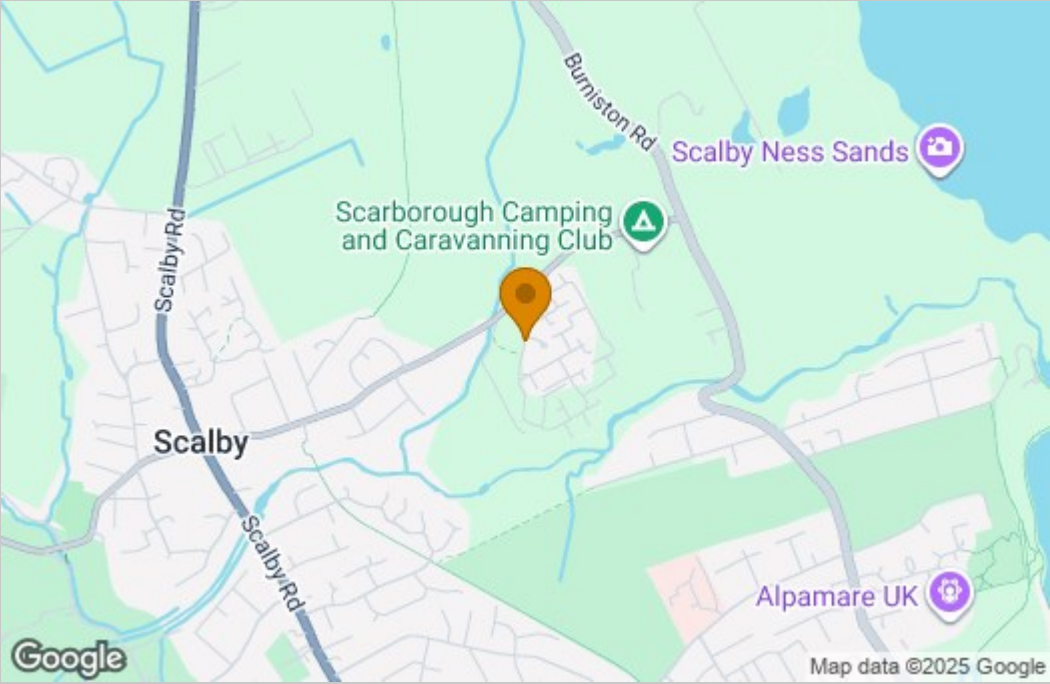 Burniston Rd
Scalby Ness Sands
Scarborough Camping
and Caravanning Club
Scalby Rd
Scalby
Scalby Rd
Alpamare UK
Google
Map data ©2025 Google